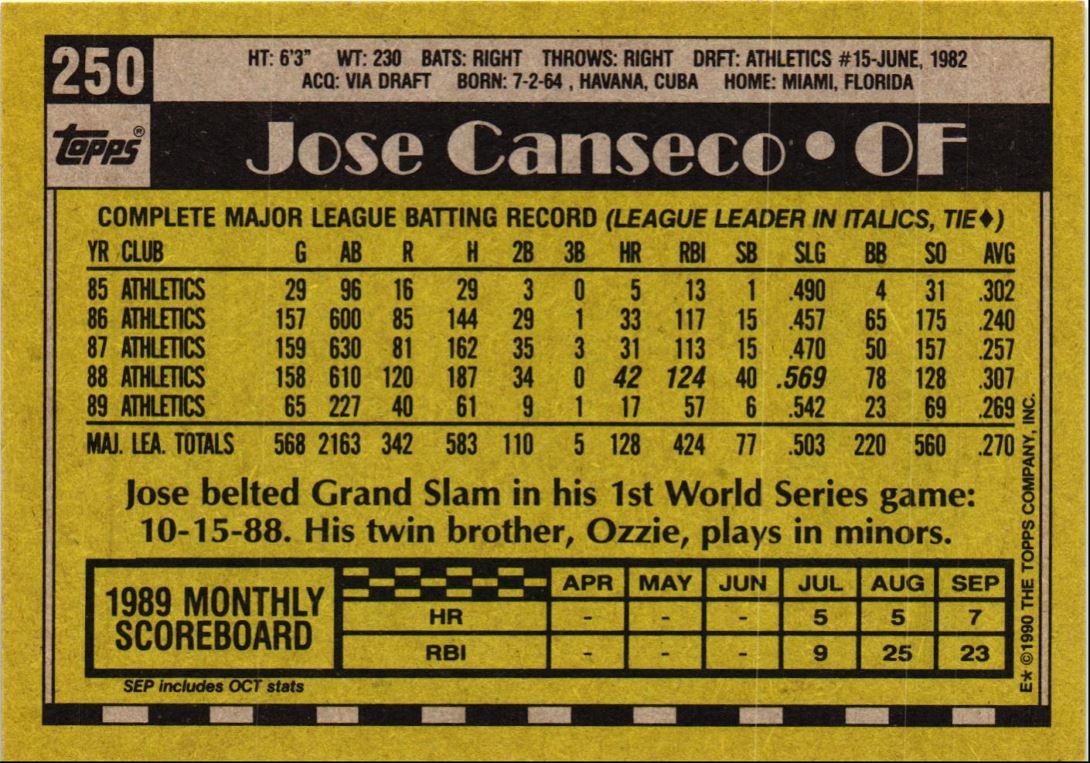 250
HT: 6'3" WT: 230 BATS: RIGHT THROWS: RIGHT DRFT: ATHLETICS #15-JUNE, 1982
ACQ: VIA DRAFT BORN: 7-2-64 , HAVANA, CUBA HOME: MIAMI, FLORIDA
topps®
Jose Canseco • OF
COMPLETE MAJOR LEAGUE BATTING RECORD (LEAGUE LEADER IN ITALICS, TIE♦)
YR CLUB G AB R H 2B 3B HR RBI SB SLG BB SO AVG
85 ATHLETICS 29 96 16 29 3 0 5 13 1 .490 4 31 .302
86 ATHLETICS 157 600 85 144 29 1 33 117 15 .457 65 175 .240
87 ATHLETICS 159 630 81 162 35 3 31 113 15 .470 50 157 .257
88 ATHLETICS 158 610 120 187 34 0 42 124 40 .569 78 128 .307
89 ATHLETICS 65 227 40 61 9 1 17 57 6 .542 23 69 .269
MAJ. LEA. TOTALS 568 2163 342 583 110 5 128 424 77 .503 220 560 .270
Jose belted Grand Slam in his 1st World Series game:
10-15-88. His twin brother, Ozzie, plays in minors.
1989 MONTHLY
SCOREBOARD
APR MAY JUN JUL AUG SEP
HR - - - 5 5 7
RBI - - - 9 25 23
SEP includes OCT stats
E* ©1990 THE TOPPS COMPANY, INC.